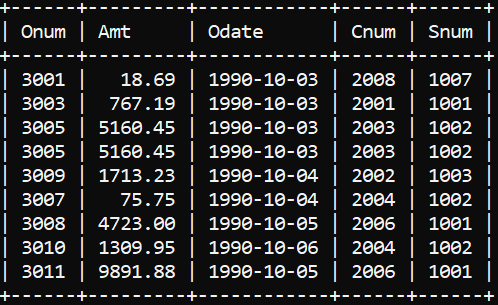 +------+---------+------------+------+------+
| Onum | Amt     | Odate      | Cnum | Snum |
+------+---------+------------+------+------+
| 3001 |   18.69 | 1990-10-03 | 2008 | 1007 |
| 3003 |  767.19 | 1990-10-03 | 2001 | 1001 |
| 3005 | 5160.45 | 1990-10-03 | 2003 | 1002 |
| 3005 | 5160.45 | 1990-10-03 | 2003 | 1002 |
| 3009 | 1713.23 | 1990-10-04 | 2002 | 1003 |
| 3007 |   75.75 | 1990-10-04 | 2004 | 1002 |
| 3008 | 4723.00 | 1990-10-05 | 2006 | 1001 |
| 3010 | 1309.95 | 1990-10-06 | 2004 | 1002 |
| 3011 | 9891.88 | 1990-10-05 | 2006 | 1001 |
+------+---------+------------+------+------+